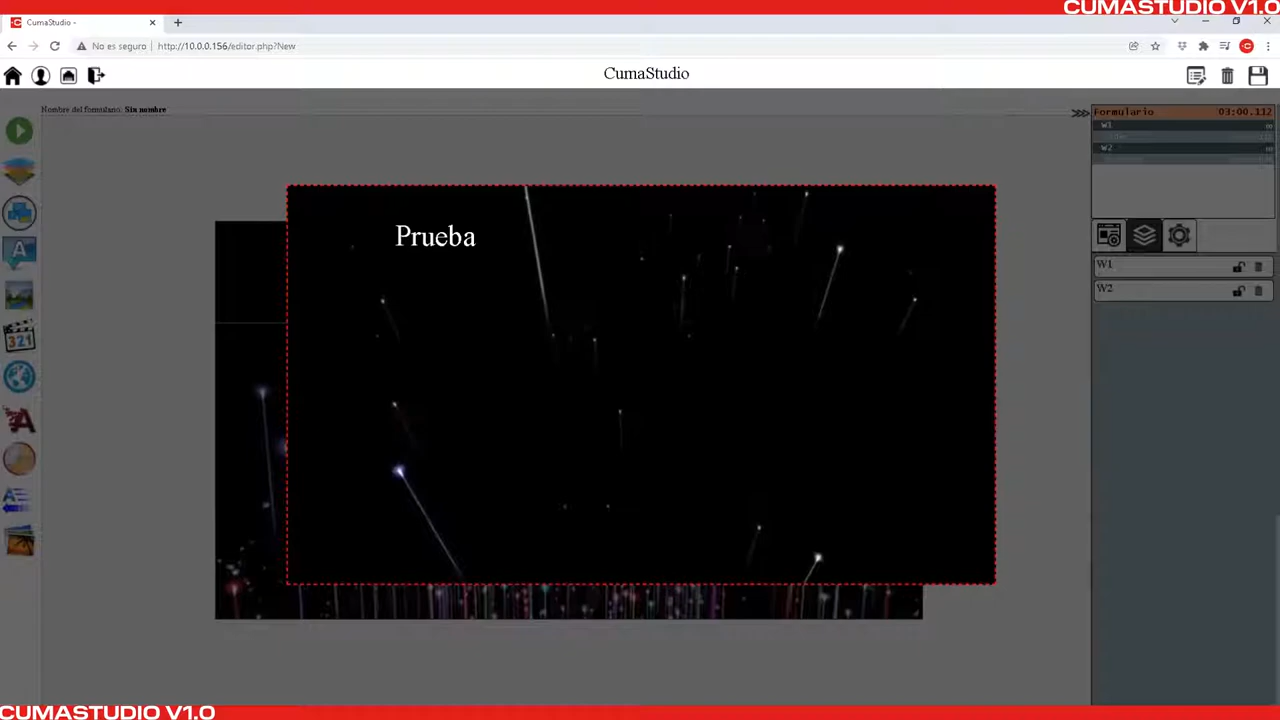 CUMASTUDIO V1.0
CumaStudio -
No es seguro
http://10.0.0.156/editor.php?New
CumaStudio
Nombre del formulario: Sin nombre
Formulario 03:00.112
W1
W2
Prueba
321
W1
W2
CUMASTUDIO V1.0